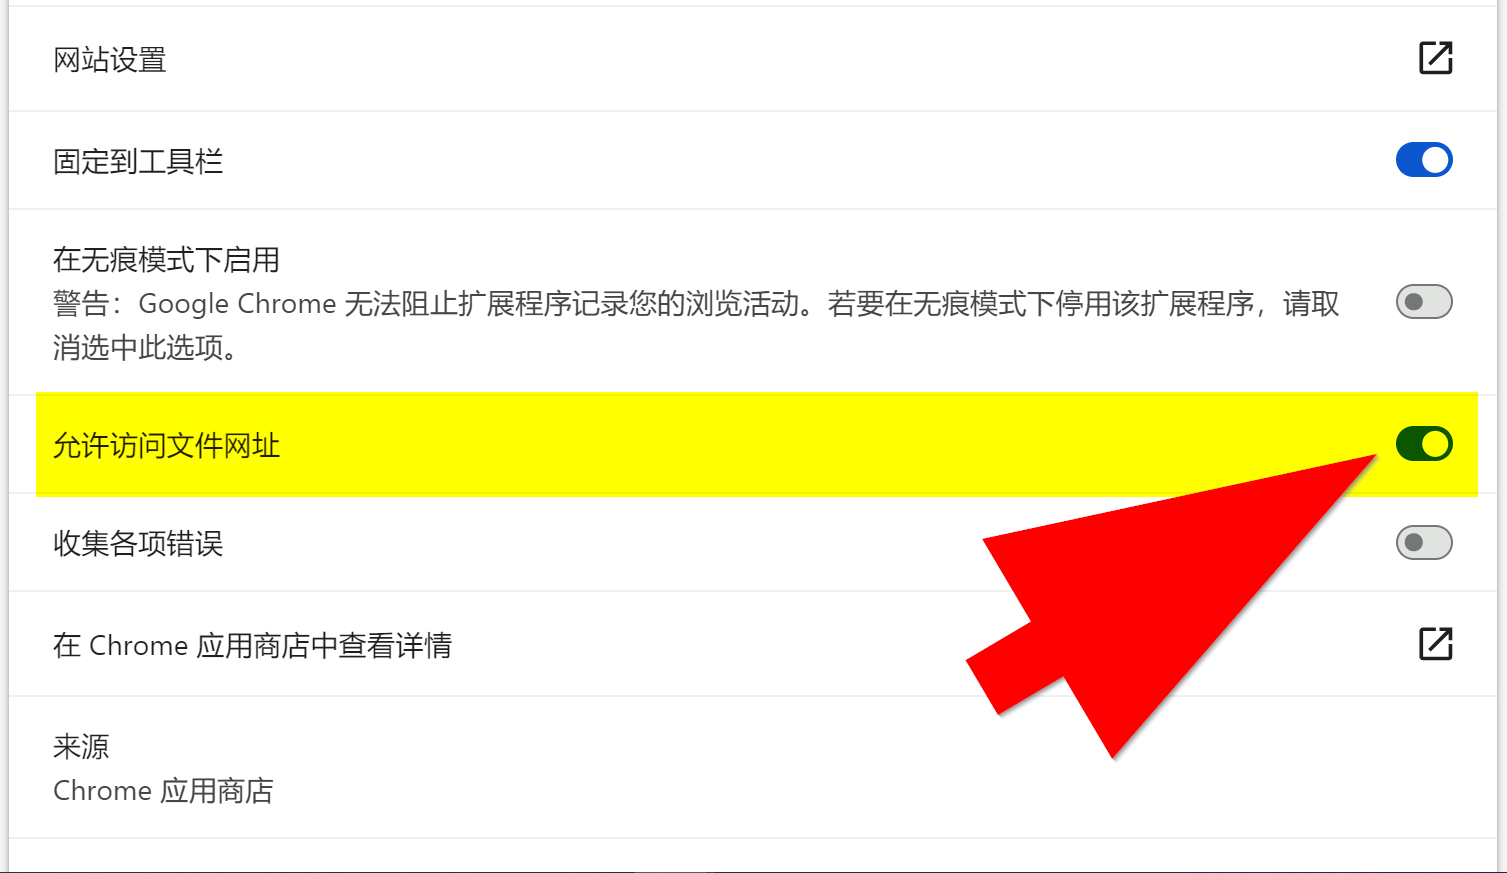 网站设置
固定到工具栏
在无痕模式下启用
警告：Google Chrome 无法阻止扩展程序记录您的浏览活动。若要在无痕模式下停用该扩展程序，请取
消选中此选项。
允许访问文件网址
收集各项错误
在 Chrome 应用商店中查看详情
来源
Chrome 应用商店